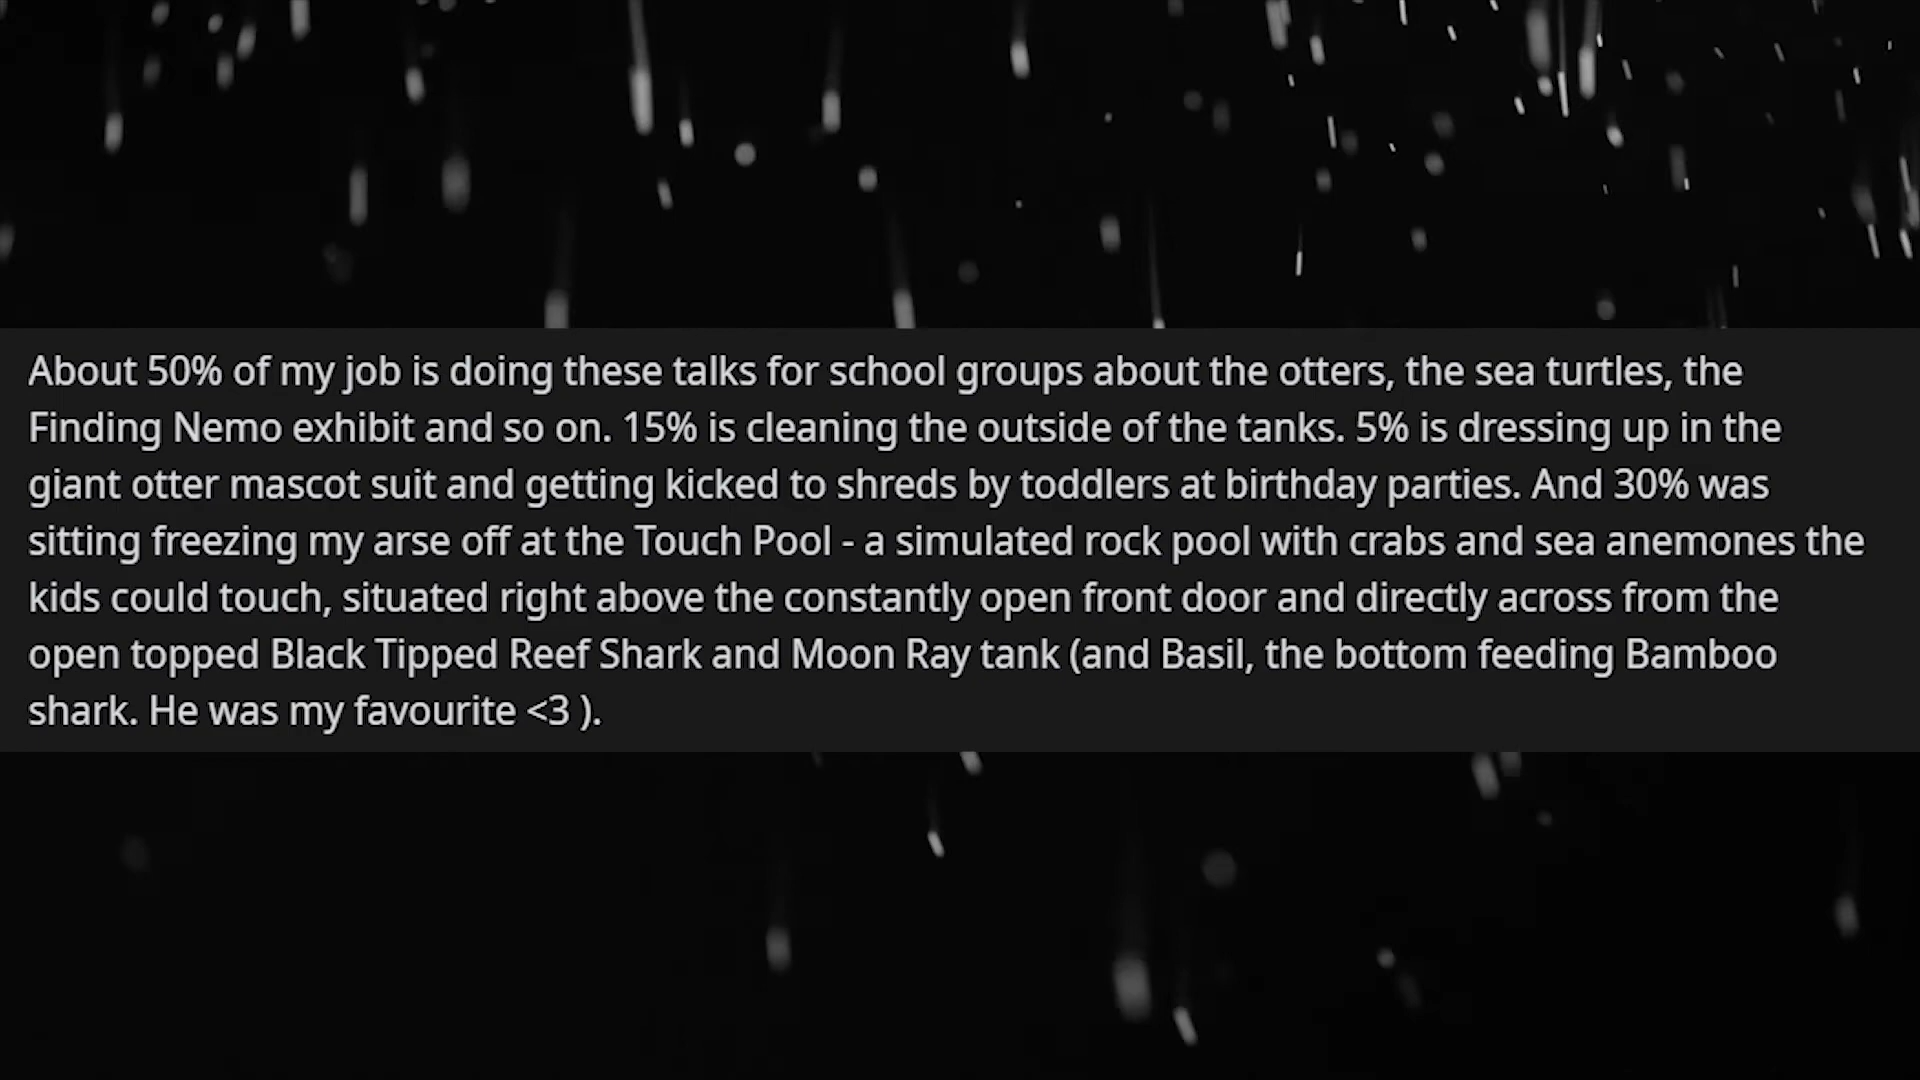 About 50% of my job is doing these talks for school groups about the otters, the sea turtles, the
Finding Nemo exhibit and so on. 15% is cleaning the outside of the tanks. 5% is dressing up in the
giant otter mascot suit and getting kicked to shreds by toddlers at birthday parties. And 30% was
sitting freezing my arse off at the Touch Pool - a simulated rock pool with crabs and sea anemones the
kids could touch, situated right above the constantly open front door and directly across from the
open topped Black Tipped Reef Shark and Moon Ray tank (and Basil, the bottom feeding Bamboo
shark. He was my favourite <3 ).